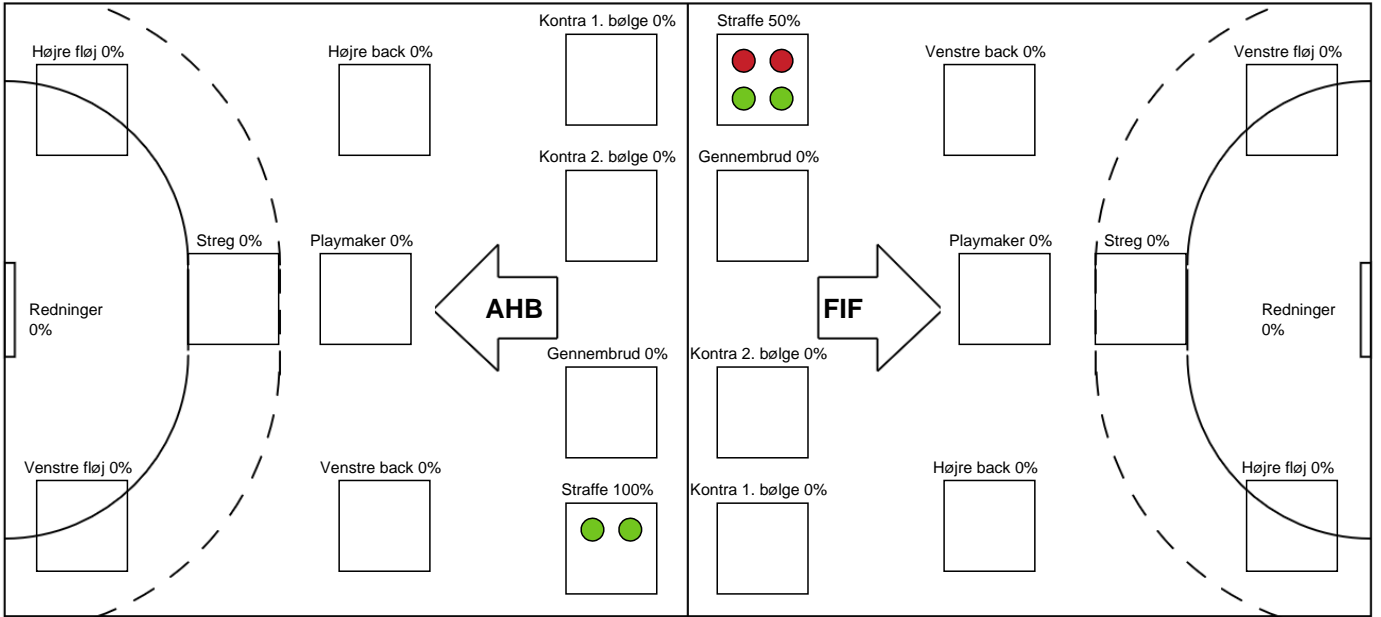 Kontra 1. bølge 0%
Straffe 50%
Højre fløj 0%
Højre back 0%
Venstre back 0%
Venstre fløj 0%
Kontra 2. bølge 0%
Gennembrud 0%
Streg 0%
Playmaker 0%
Playmaker 0%
Streg 0%
Redninger
0%
AHB
FIF
Redninger
0%
Gennembrud 0%
Kontra 2. bølge 0%
Venstre fløj 0%
Venstre back 0%
Højre back 0%
Højre fløj 0%
Straffe 100%
Kontra 1. bølge 0%